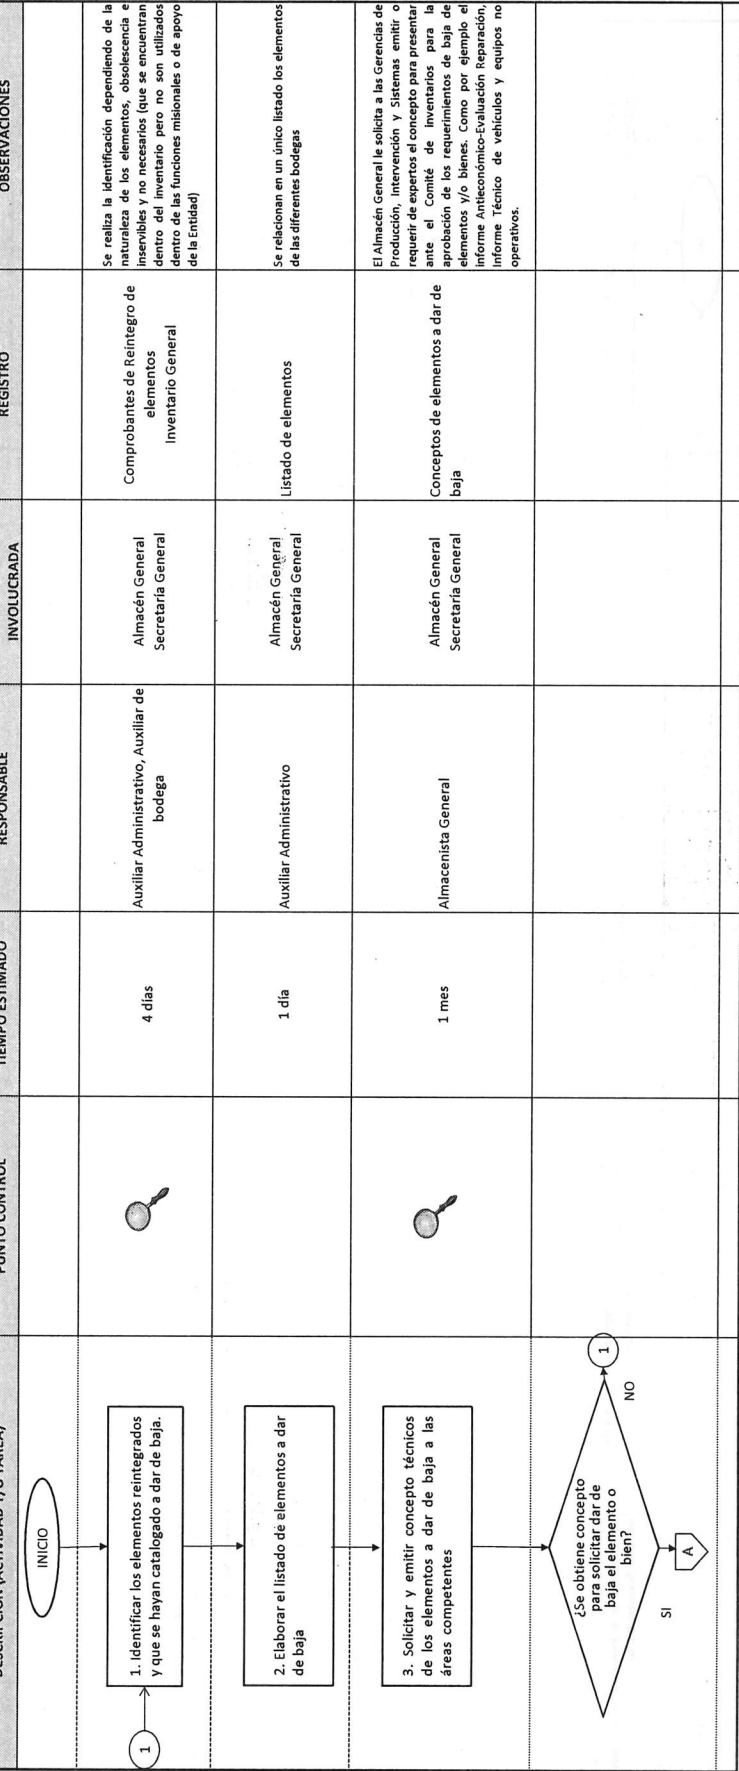 DESCRIPCIÓN (ACTIVIDAD Y/O TAREA)
PUNTO CONTROL
TIEMPO ESTIMADO
RESPONSABLE
INVOLUCRADA
REGISTRO
OBSERVACIONES
INICIO
1
1. Identificar los elementos reintegrados
y que se hayan catalogado a dar de baja.
4 días
Auxiliar Administrativo, Auxiliar de
bodega
Almacén General
Secretaría General
Comprobantes de Reintegro de
elementos
Inventario General
Se realiza la identificación dependiendo de la
naturaleza de los elementos, obsolescencia e
inservibles y no necesarios (que se encuentran
dentro del inventario pero no son utilizados
dentro de las funciones misionales o de apoyo
de la Entidad)
2. Elaborar el listado de elementos a dar
de baja
1 día
Auxiliar Administrativo
Almacén General
Secretaría General
Listado de elementos
Se relacionan en un único listado los elementos
de las diferentes bodegas
3. Solicitar y emitir concepto técnicos
de los elementos a dar de baja a las
áreas competentes
1 mes
Almacenista General
Almacén General
Secretaría General
Conceptos de elementos a dar de
baja
El Almacén General le solicita a las Gerencias de
Producción, Intervención y Sistemas emitir o
requerir de expertos el concepto para presentar
ante el Comité de inventarios para la
aprobación de los requerimientos de baja de
elementos y/o bienes. Como por ejemplo el
informe Antieconómico-Evaluación Reparación,
Informe Técnico de vehículos y equipos no
operativos.
¿Se obtiene concepto
para solicitar dar de
baja el elemento o
bien?
NO
1
SI
A